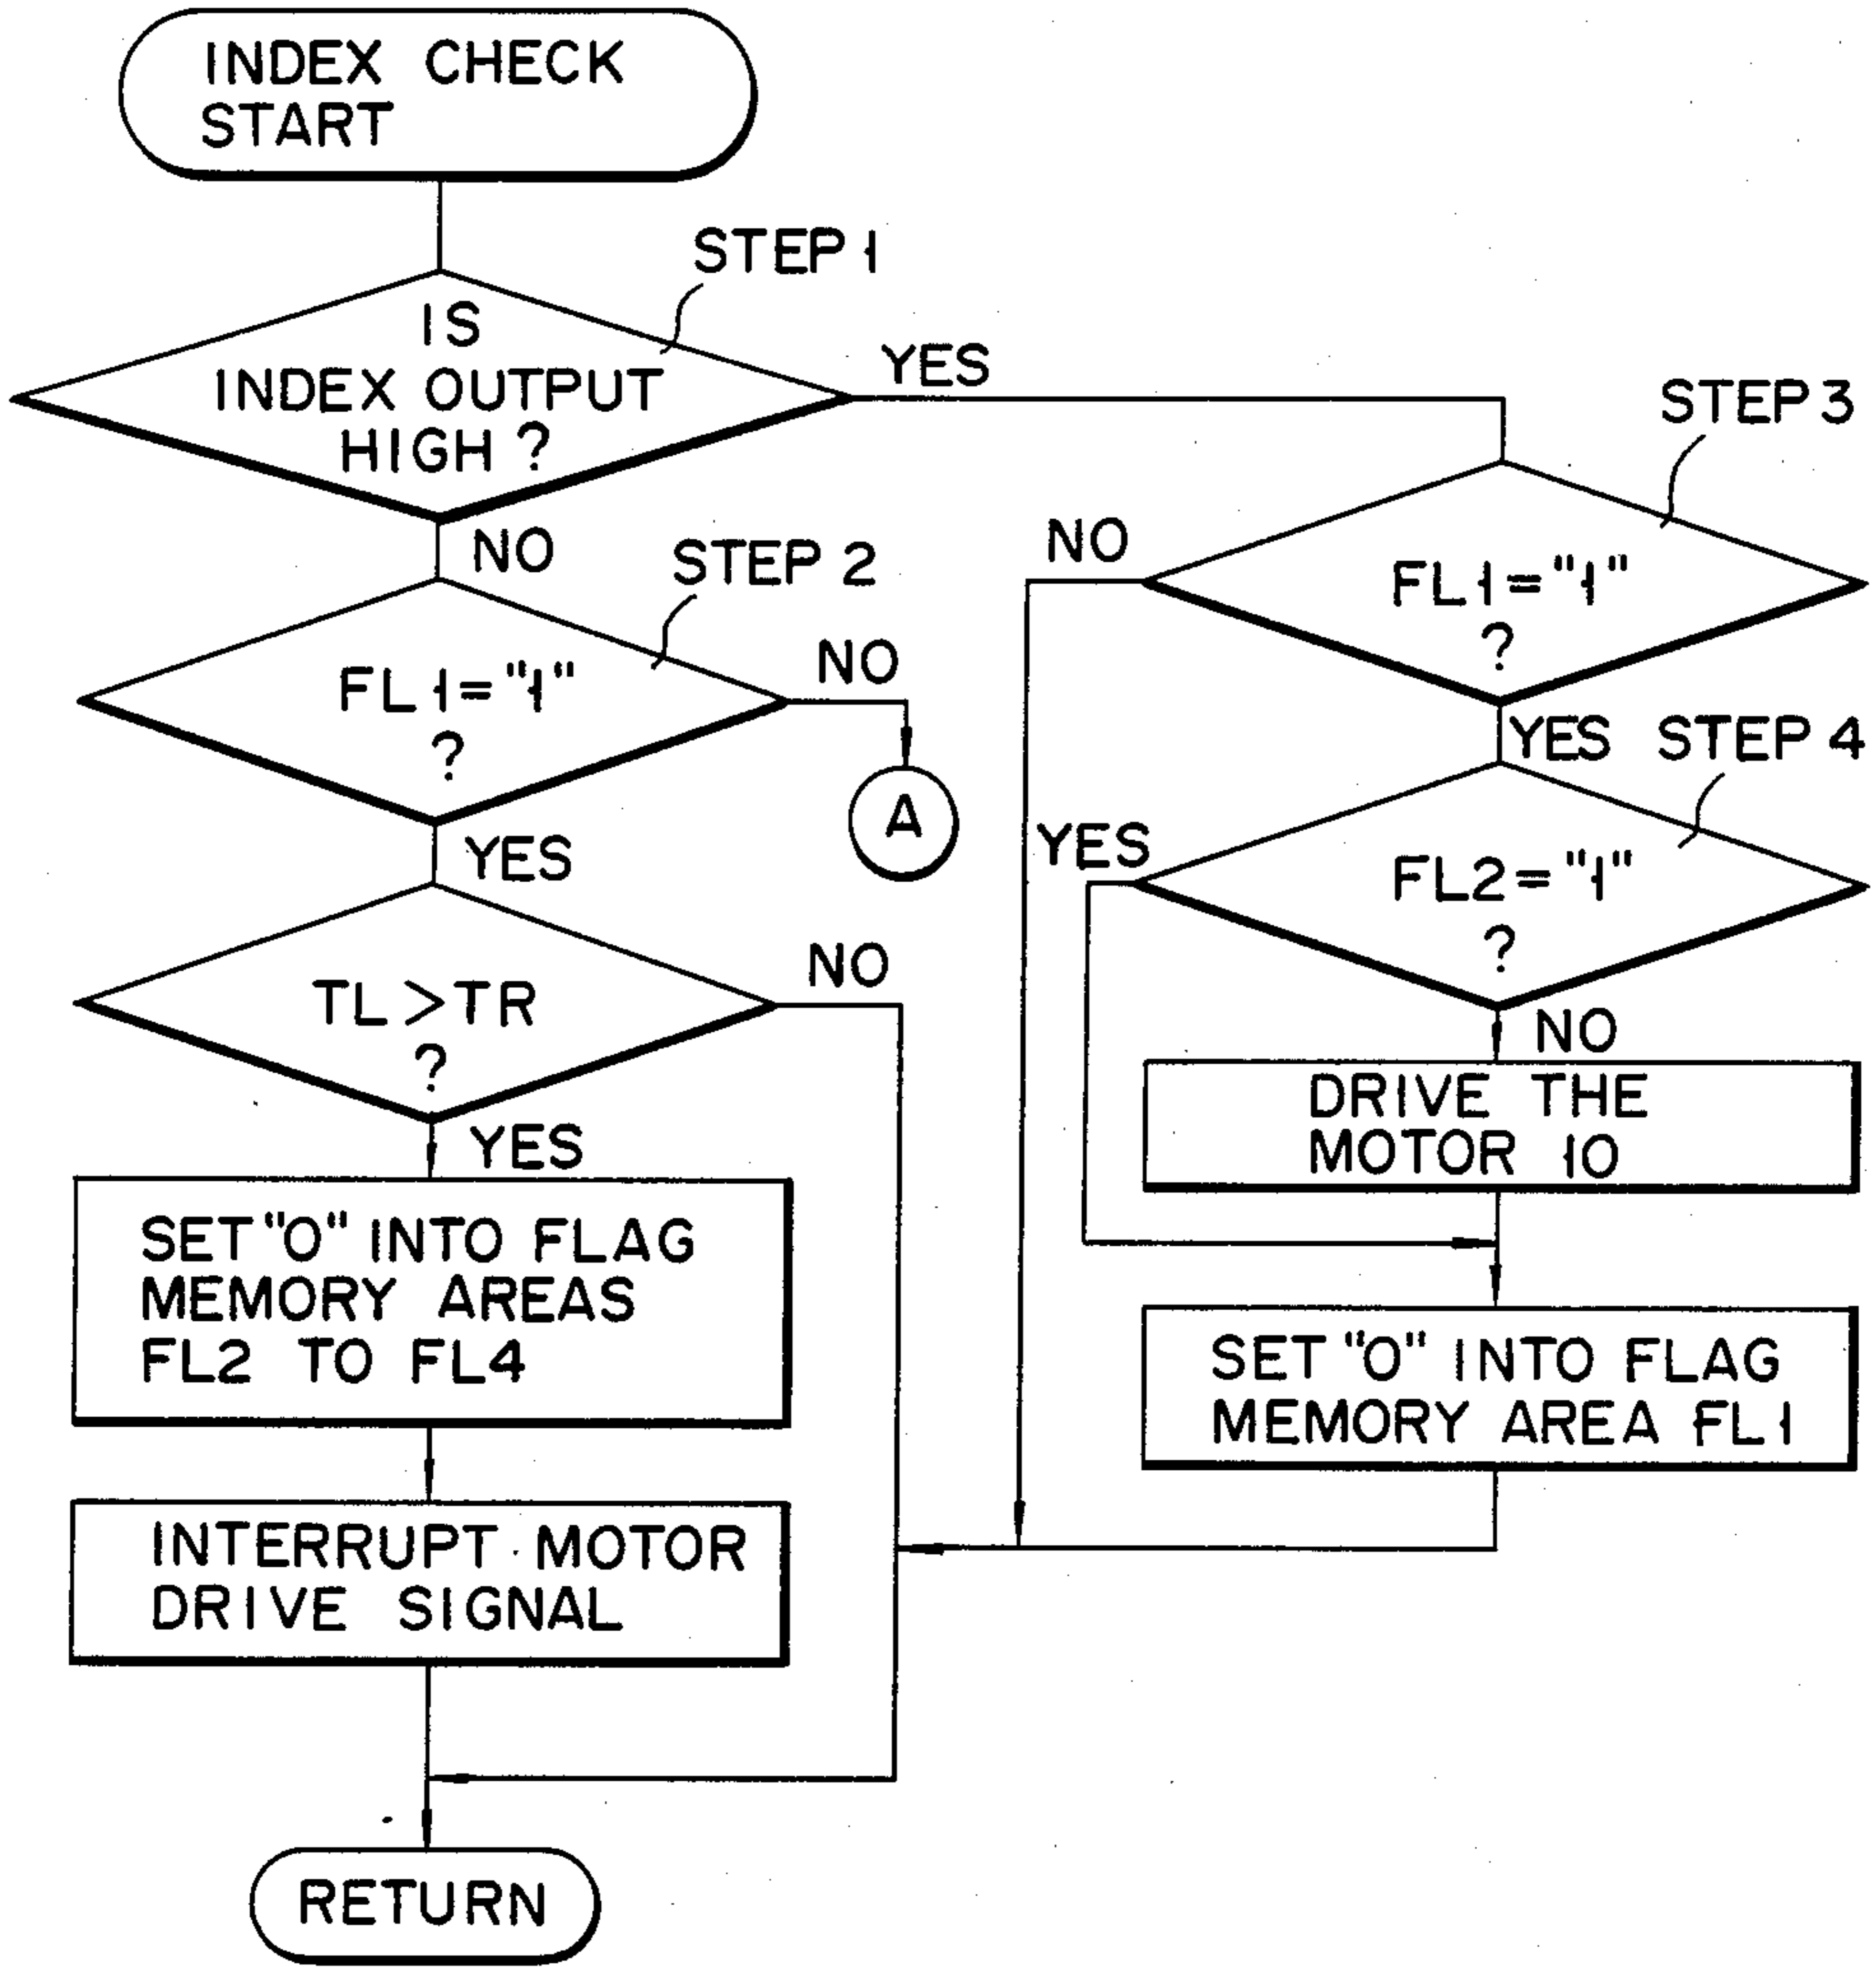 INDEX CHECK
START
STEP 1
IS
INDEX OUTPUT
HIGH ?
YES
NO
STEP 2
FL1="1"
?
NO
A
YES
TL>TR
?
NO
YES
SET "0" INTO FLAG
MEMORY AREAS
FL2 TO FL4
INTERRUPT MOTOR
DRIVE SIGNAL
RETURN
STEP 3
FL1="1"
?
NO
YES
STEP 4
FL2="1"
?
YES
NO
DRIVE THE
MOTOR 10
SET "0" INTO FLAG
MEMORY AREA FL1